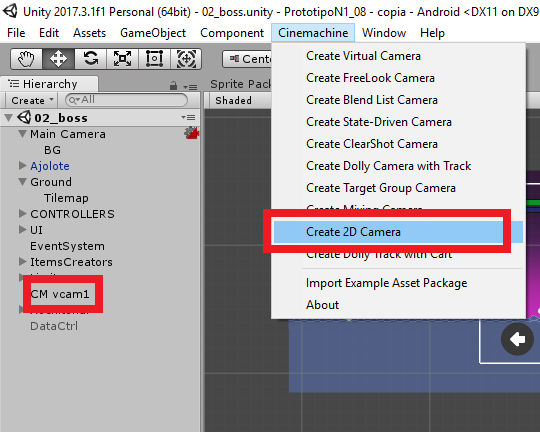 Unity 2017.3.1f1 Personal (64bit) - 02_boss.unity - PrototipoN1_08 - copia - Android <DX11 on DX9
File Edit Assets GameObject Component Cinemachine Window Help
Cente
Create Virtual Camera
Create FreeLook Camera
Create Blend List Camera
Create State-Driven Camera
Create ClearShot Camera
Create Dolly Camera with Track
Create Target Group Camera
Create Mixing Camera
Create 2D Camera
Create Dolly Track with Cart
Import Example Asset Package
About
Hierarchy
Create
All
Sprite Pack
Shaded
02_boss
Main Camera
BG
Ajolote
Ground
Tilemap
CONTROLLERS
UI
EventSystem
ItemsCreators
CM vcam1
DataCtrl